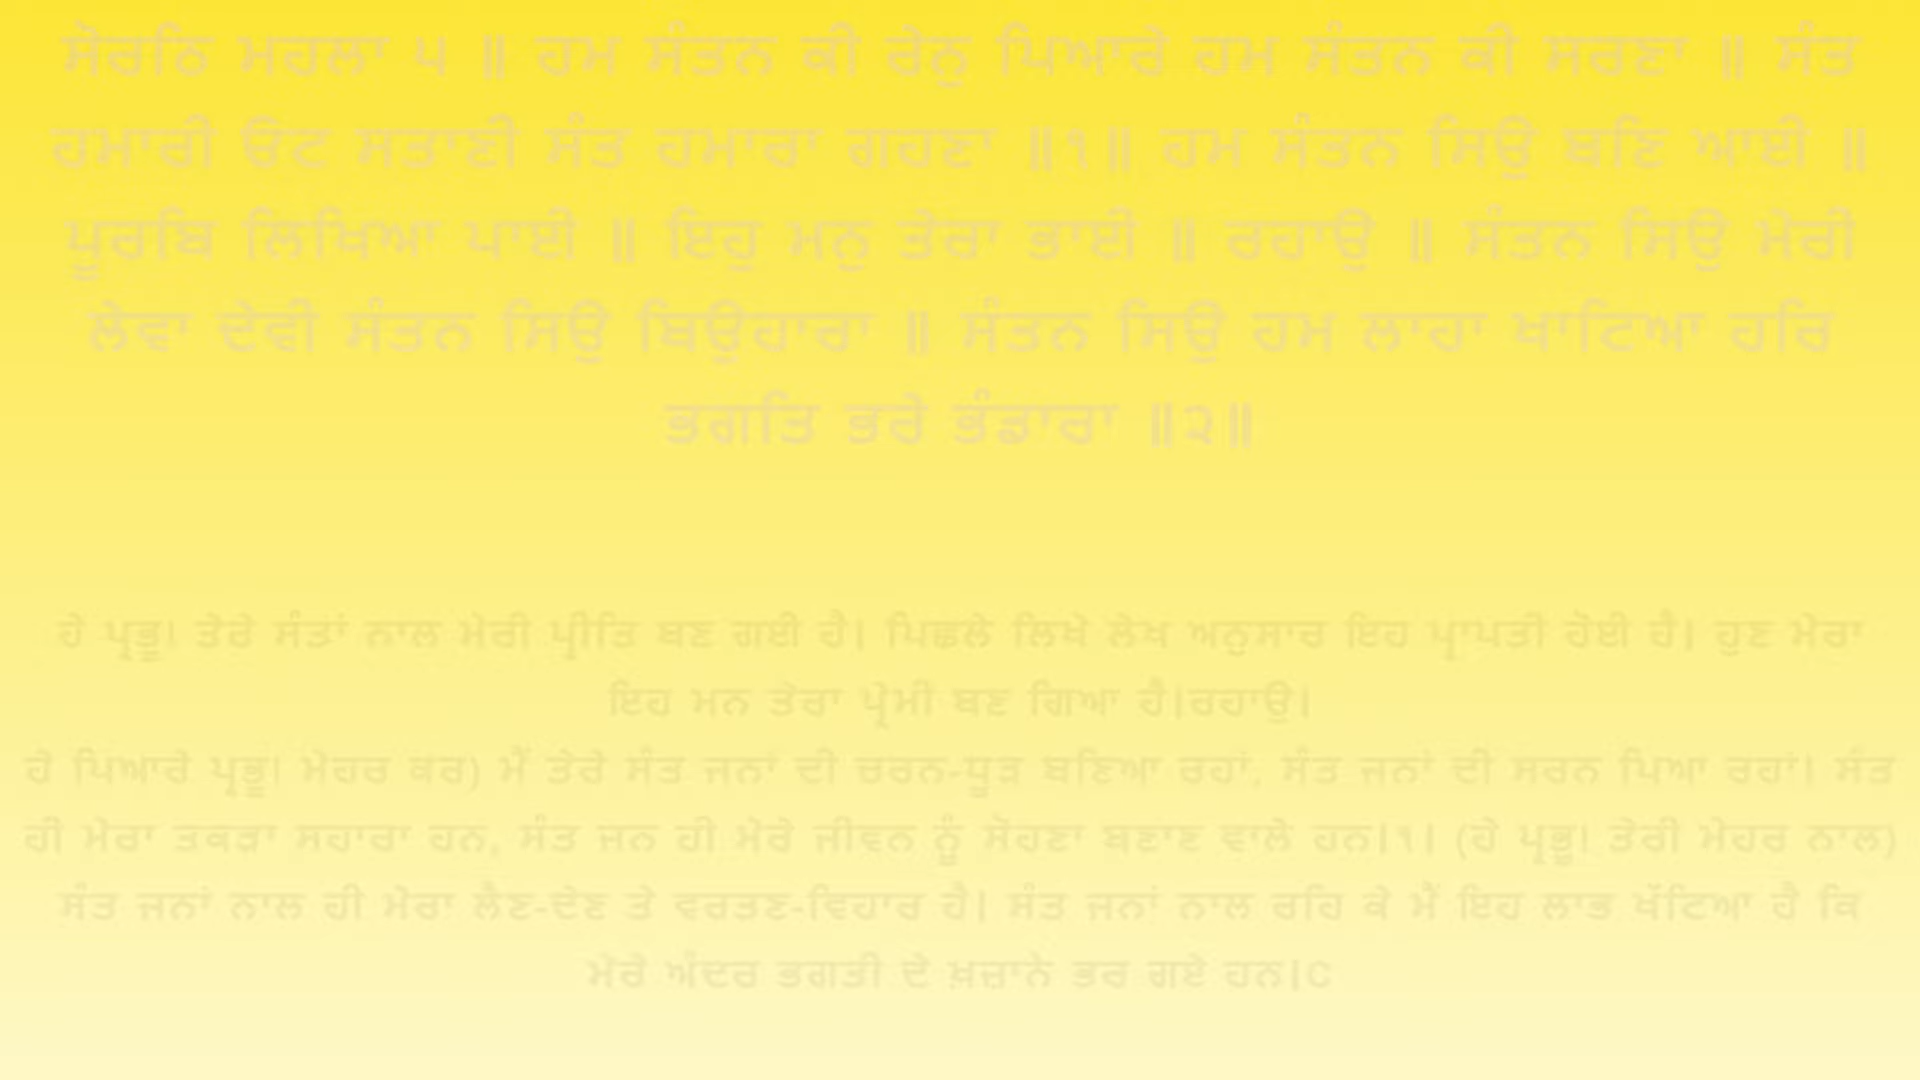 ਸੋਰਠਿ ਮਹਲਾ ੫ ॥ ਹਮ ਸੰਤਨ ਕੀ ਰੇਨੁ ਪਿਆਰੇ ਹਮ ਸੰਤਨ ਕੀ ਸਰਣਾ ॥ ਸੰਤ
ਹਮਾਰੀ ਓਟ ਸਤਾਣੀ ਸੰਤ ਹਮਾਰਾ ਗਹਣਾ ॥੧॥ ਹਮ ਸੰਤਨ ਸਿਉ ਬਣਿ ਆਈ ॥
ਪੂਰਬਿ ਲਿਖਿਆ ਪਾਈ ॥ ਇਹੁ ਮਨੁ ਤੇਰਾ ਭਾਈ ॥ ਰਹਾਉ ॥ ਸੰਤਨ ਸਿਉ ਮੇਰੀ
ਲੇਵਾ ਦੇਵੀ ਸੰਤਨ ਸਿਉ ਬਿਉਹਾਰਾ ॥ ਸੰਤਨ ਸਿਉ ਹਮ ਲਾਹਾ ਖਾਟਿਆ ਹਰਿ
ਭਗਤਿ ਭਰੇ ਭੰਡਾਰਾ ॥੨॥
ਹੇ ਪ੍ਰਭੂ! ਤੇਰੇ ਸੰਤਾਂ ਨਾਲ ਮੇਰੀ ਪ੍ਰੀਤਿ ਬਣ ਗਈ ਹੈ। ਪਿਛਲੇ ਲਿਖੇ ਲੇਖ ਅਨੁਸਾਰ ਇਹ ਪ੍ਰਾਪਤੀ ਹੋਈ ਹੈ। ਹੁਣ ਮੇਰਾ
ਇਹ ਮਨ ਤੇਰਾ ਪ੍ਰੇਮੀ ਬਣ ਗਿਆ ਹੈ।ਰਹਾਉ।
ਹੇ ਪਿਆਰੇ ਪ੍ਰਭੂ! ਮੇਹਰ ਕਰ) ਮੈਂ ਤੇਰੇ ਸੰਤ ਜਨਾਂ ਦੀ ਚਰਨ-ਧੂੜ ਬਣਿਆ ਰਹਾਂ, ਸੰਤ ਜਨਾਂ ਦੀ ਸਰਨ ਪਿਆ ਰਹਾਂ। ਸੰਤ
ਹੀ ਮੇਰਾ ਤਕੜਾ ਸਹਾਰਾ ਹਨ, ਸੰਤ ਜਨ ਹੀ ਮੇਰੇ ਜੀਵਨ ਨੂੰ ਸੋਹਣਾ ਬਣਾਣ ਵਾਲੇ ਹਨ।੧। (ਹੇ ਪ੍ਰਭੂ! ਤੇਰੀ ਮੇਹਰ ਨਾਲ)
ਸੰਤ ਜਨਾਂ ਨਾਲ ਹੀ ਮੇਰਾ ਲੈਣ-ਦੇਣ ਤੇ ਵਰਤਣ-ਵਿਹਾਰ ਹੈ। ਸੰਤ ਜਨਾਂ ਨਾਲ ਰਹਿ ਕੇ ਮੈਂ ਇਹ ਲਾਭ ਖੱਟਿਆ ਹੈ ਕਿ
ਮੇਰੇ ਅੰਦਰ ਭਗਤੀ ਦੇ ਖ਼ਜ਼ਾਨੇ ਭਰ ਗਏ ਹਨ।C